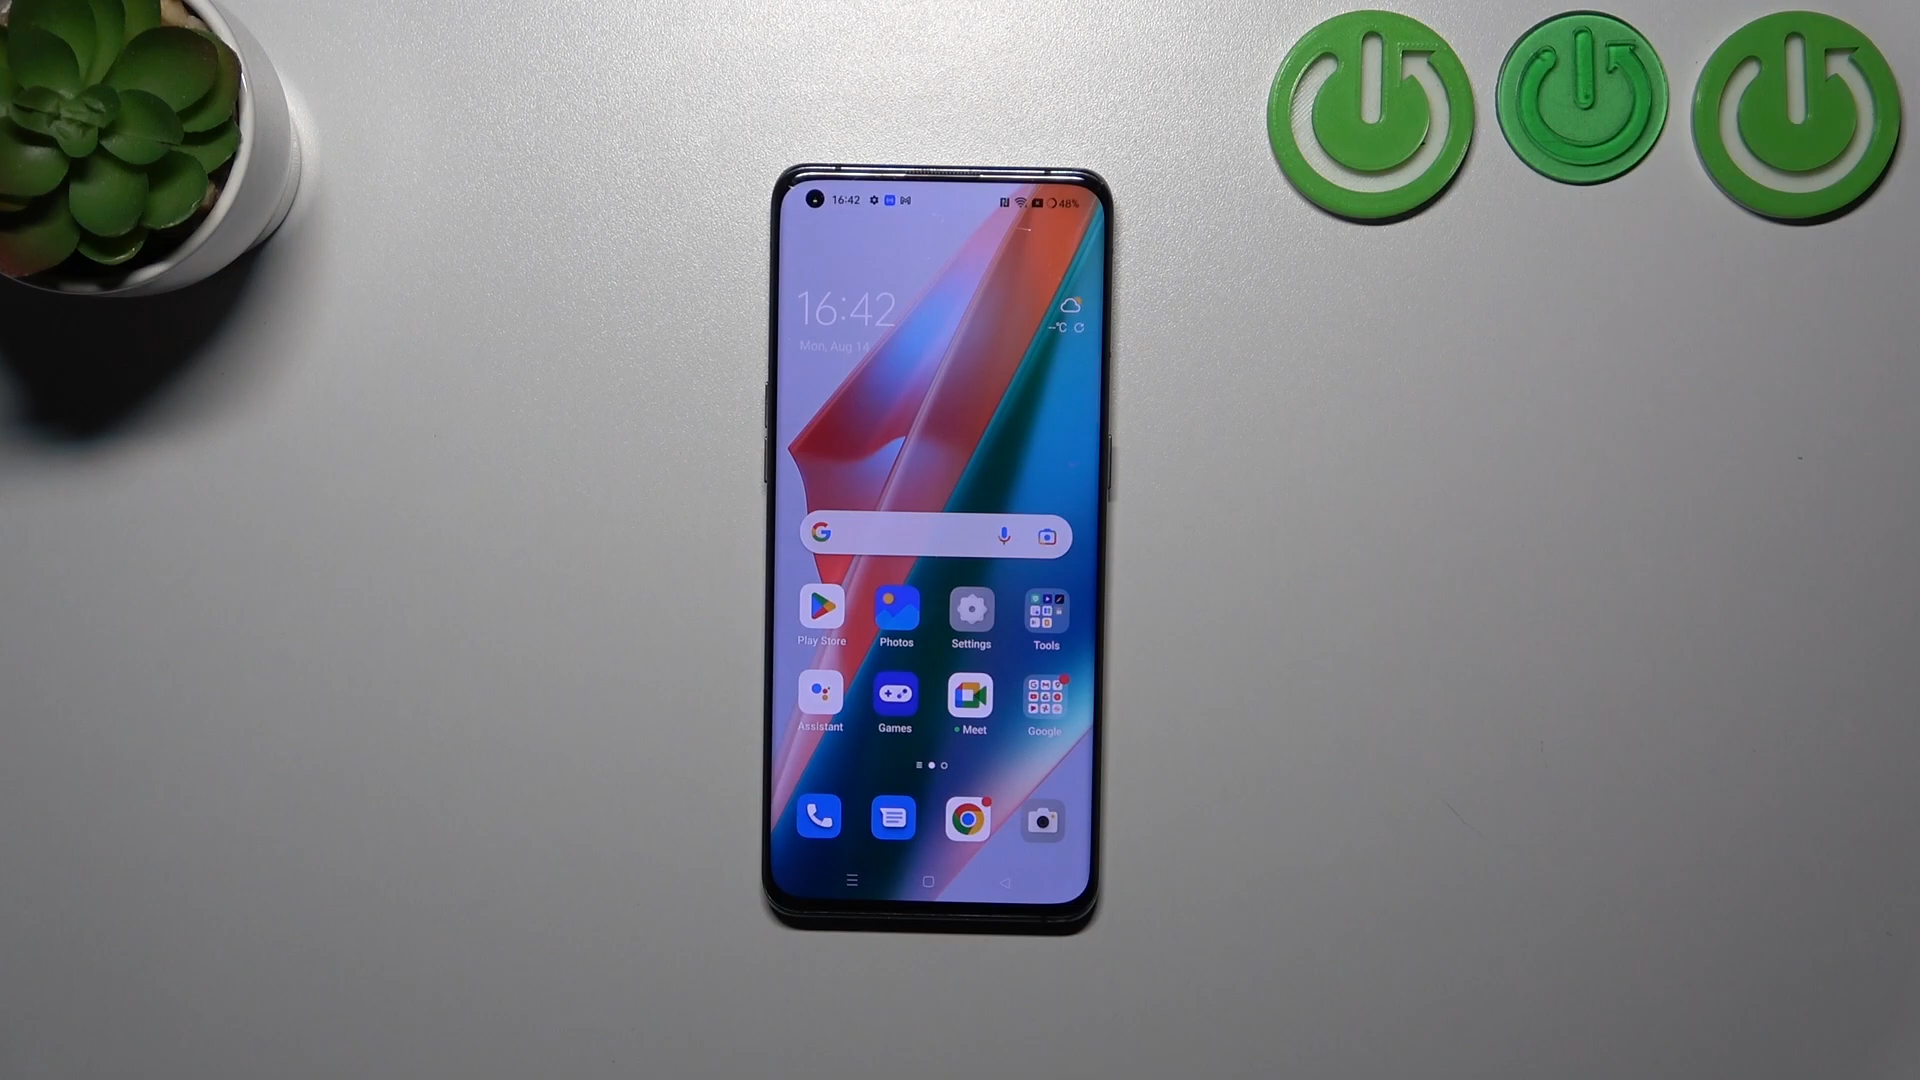 16:42
48%
16:42
Mon, Aug 14
--°C
Play Store
Photos
Settings
Tools
Assistant
Games
Meet
Google